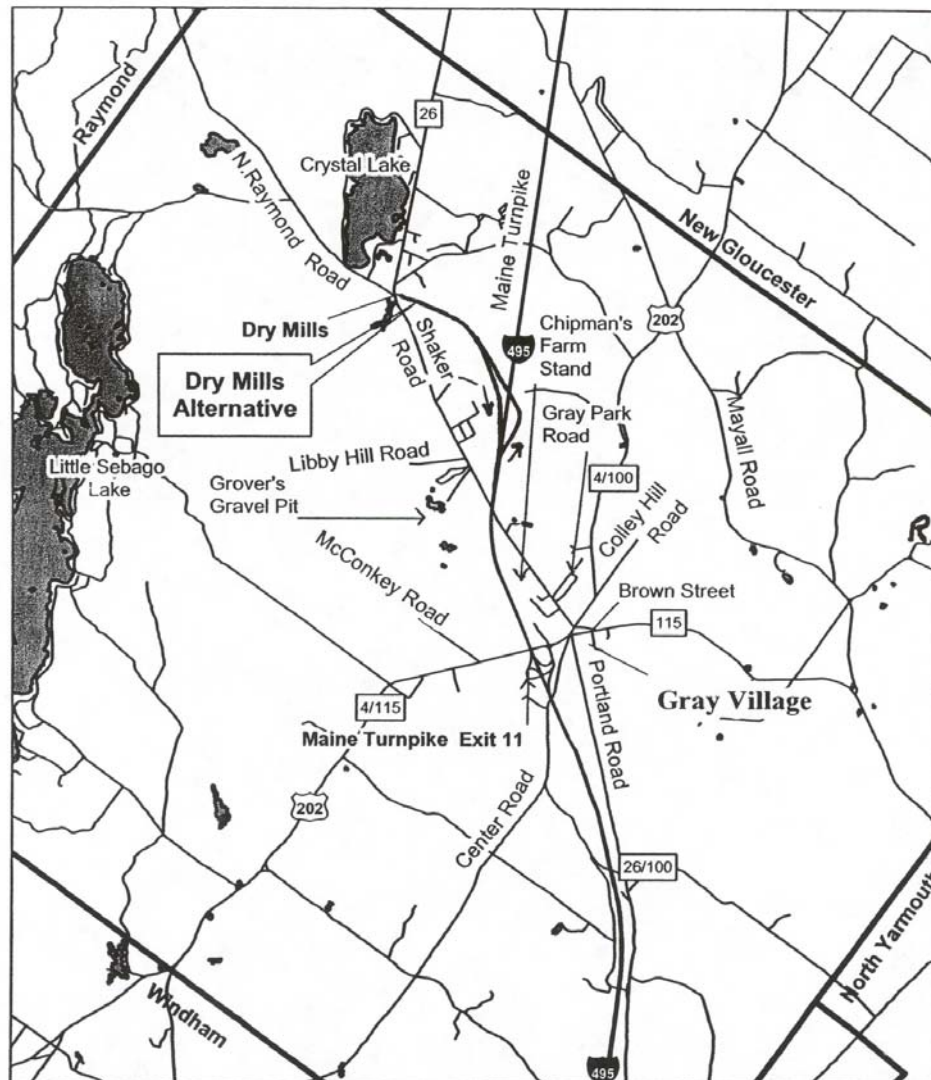 Raymond
26
Crystal Lake
N.Raymond
Road
Maine Turnpike
New Gloucester
202
Dry Mills
Shaker
Road
495
Chipman's
Farm
Stand
Dry Mills
Alternative
Gray Park
Road
Mayall Road
Libby Hill Road
Little Sebago
Lake
Grover's
Gravel Pit
4/100
Colley Hill
Road
R
McConkey Road
Brown Street
115
4/115
Gray Village
Maine Turnpike Exit 11
Portland Road
202
Center Road
26/100
North Yarmouth
Windham
495